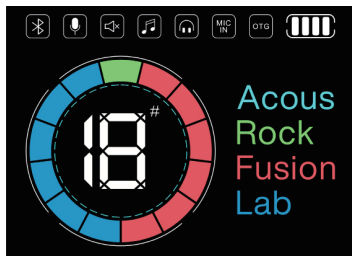 MIC IN
OTG
18#
Acous
Rock
Fusion
Lab